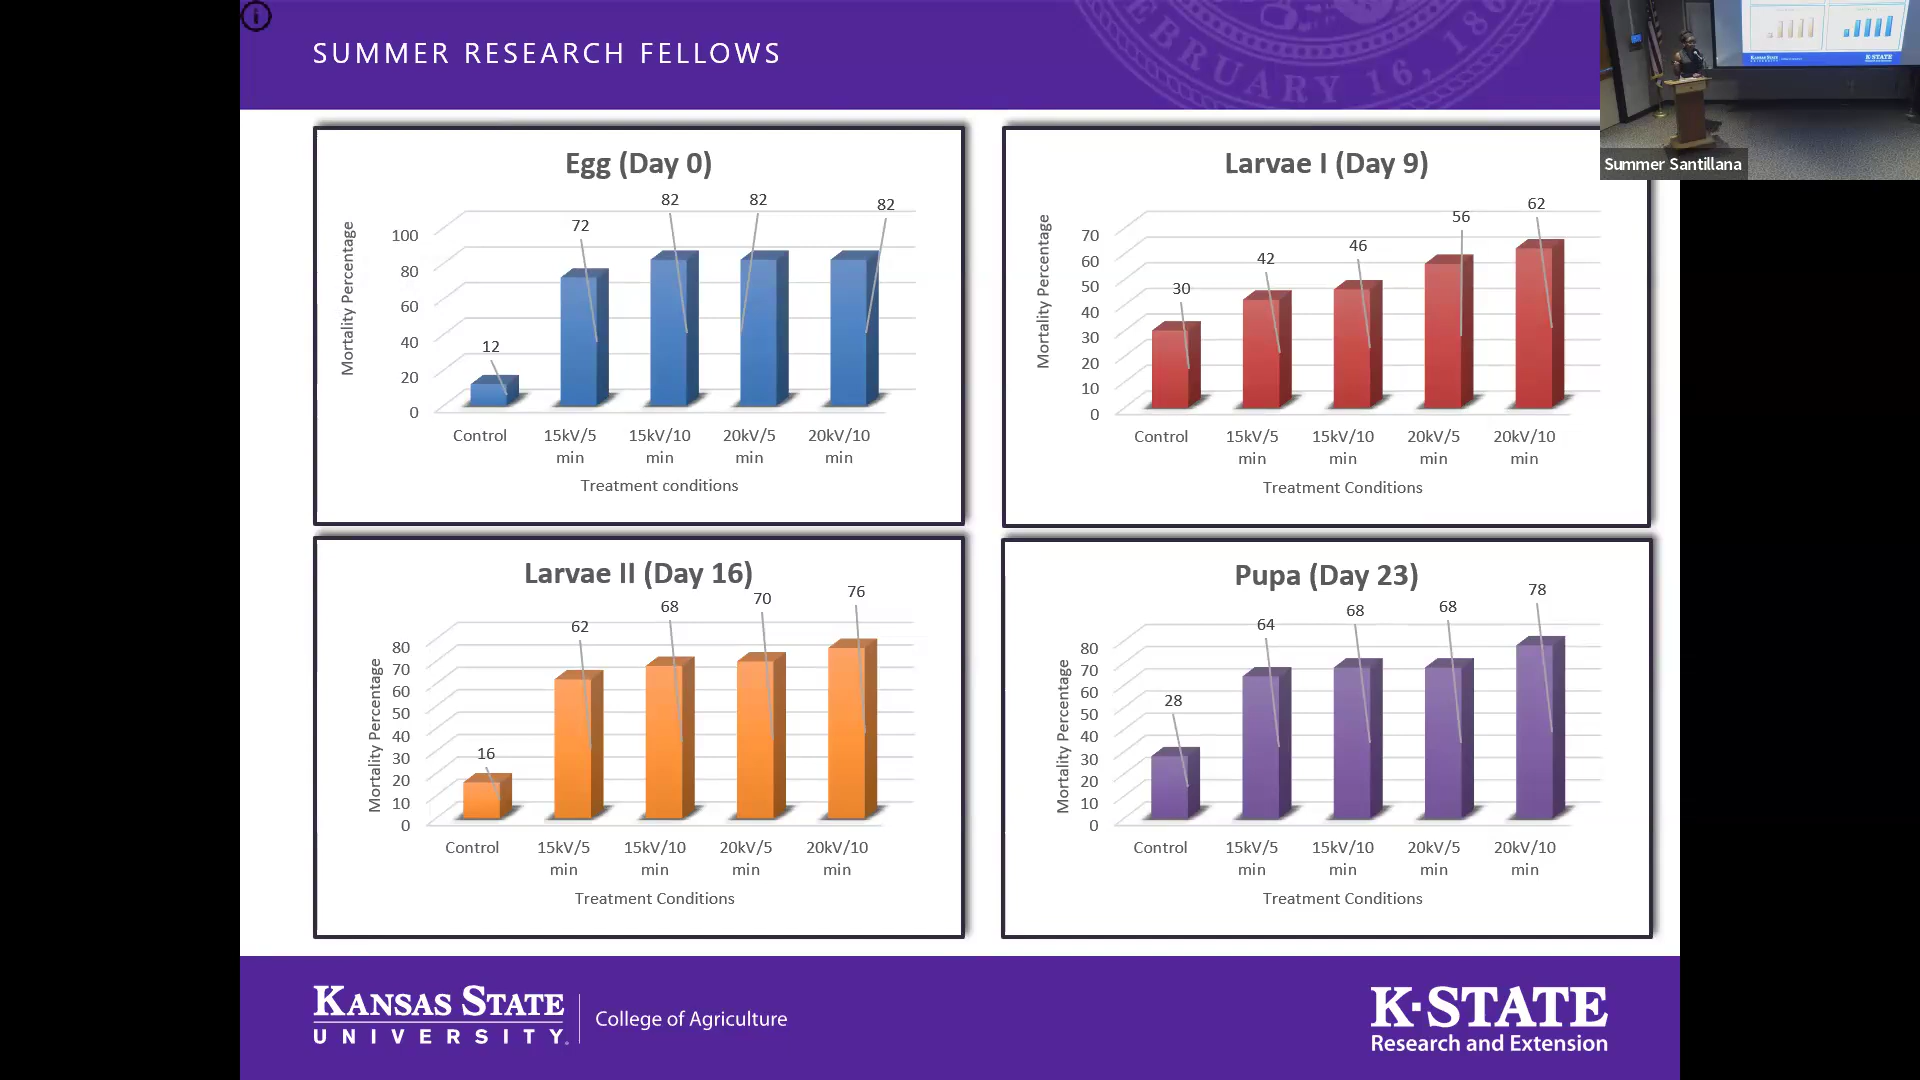 SUMMER RESEARCH FELLOWS
EBRUARY 16, 186
Summer Santillana
Egg (Day 0)
Mortality Percentage
100
80
60
40
20
0
12
72
82
82
82
Control
15kV/5 min
15kV/10 min
20kV/5 min
20kV/10 min
Treatment conditions
Larvae I (Day 9)
Mortality Percentage
70
60
50
40
30
20
10
0
30
42
46
56
62
Control
15kV/5 min
15kV/10 min
20kV/5 min
20kV/10 min
Treatment Conditions
Larvae II (Day 16)
Mortality Percentage
80
70
60
50
40
30
20
10
0
16
62
68
70
76
Control
15kV/5 min
15kV/10 min
20kV/5 min
20kV/10 min
Treatment Conditions
Pupa (Day 23)
Mortality Percentage
80
70
60
50
40
30
20
10
0
28
64
68
68
78
Control
15kV/5 min
15kV/10 min
20kV/5 min
20kV/10 min
Treatment Conditions
KANSAS STATE
UNIVERSITY
College of Agriculture
K-STATE
Research and Extension